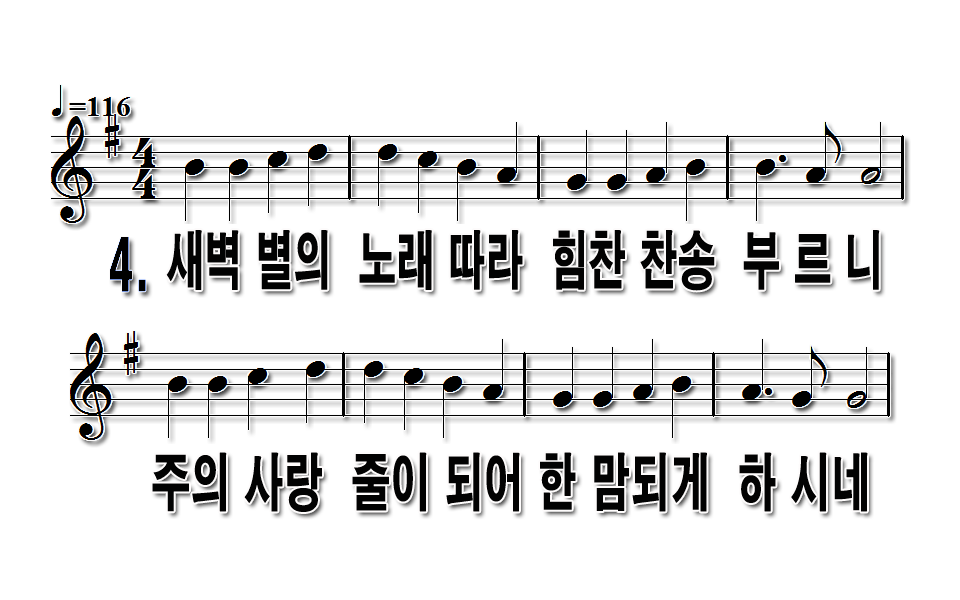 ♩=116
4. 새벽 별의 노래 따라 힘찬 찬송 부 르 니
주의 사랑 줄이 되어 한 맘되게 하 시네